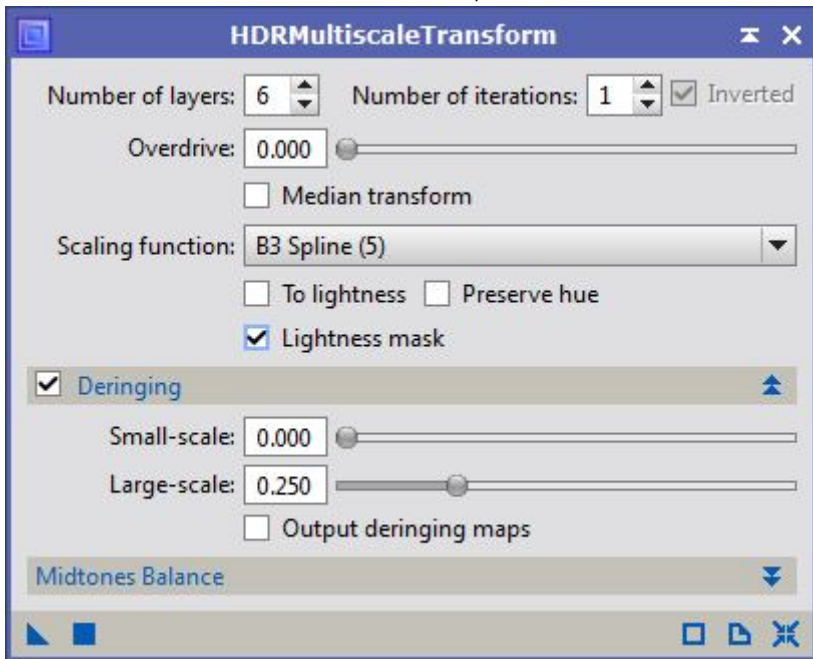 HDRMultiscaleTransform
Number of layers: 6 Number of iterations: 1 Inverted
Overdrive: 0.000
Median transform
Scaling function: B3 Spline (5)
To lightness Preserve hue
Lightness mask
Deringing
Small-scale: 0.000
Large-scale: 0.250
Output deringing maps
Midtones Balance